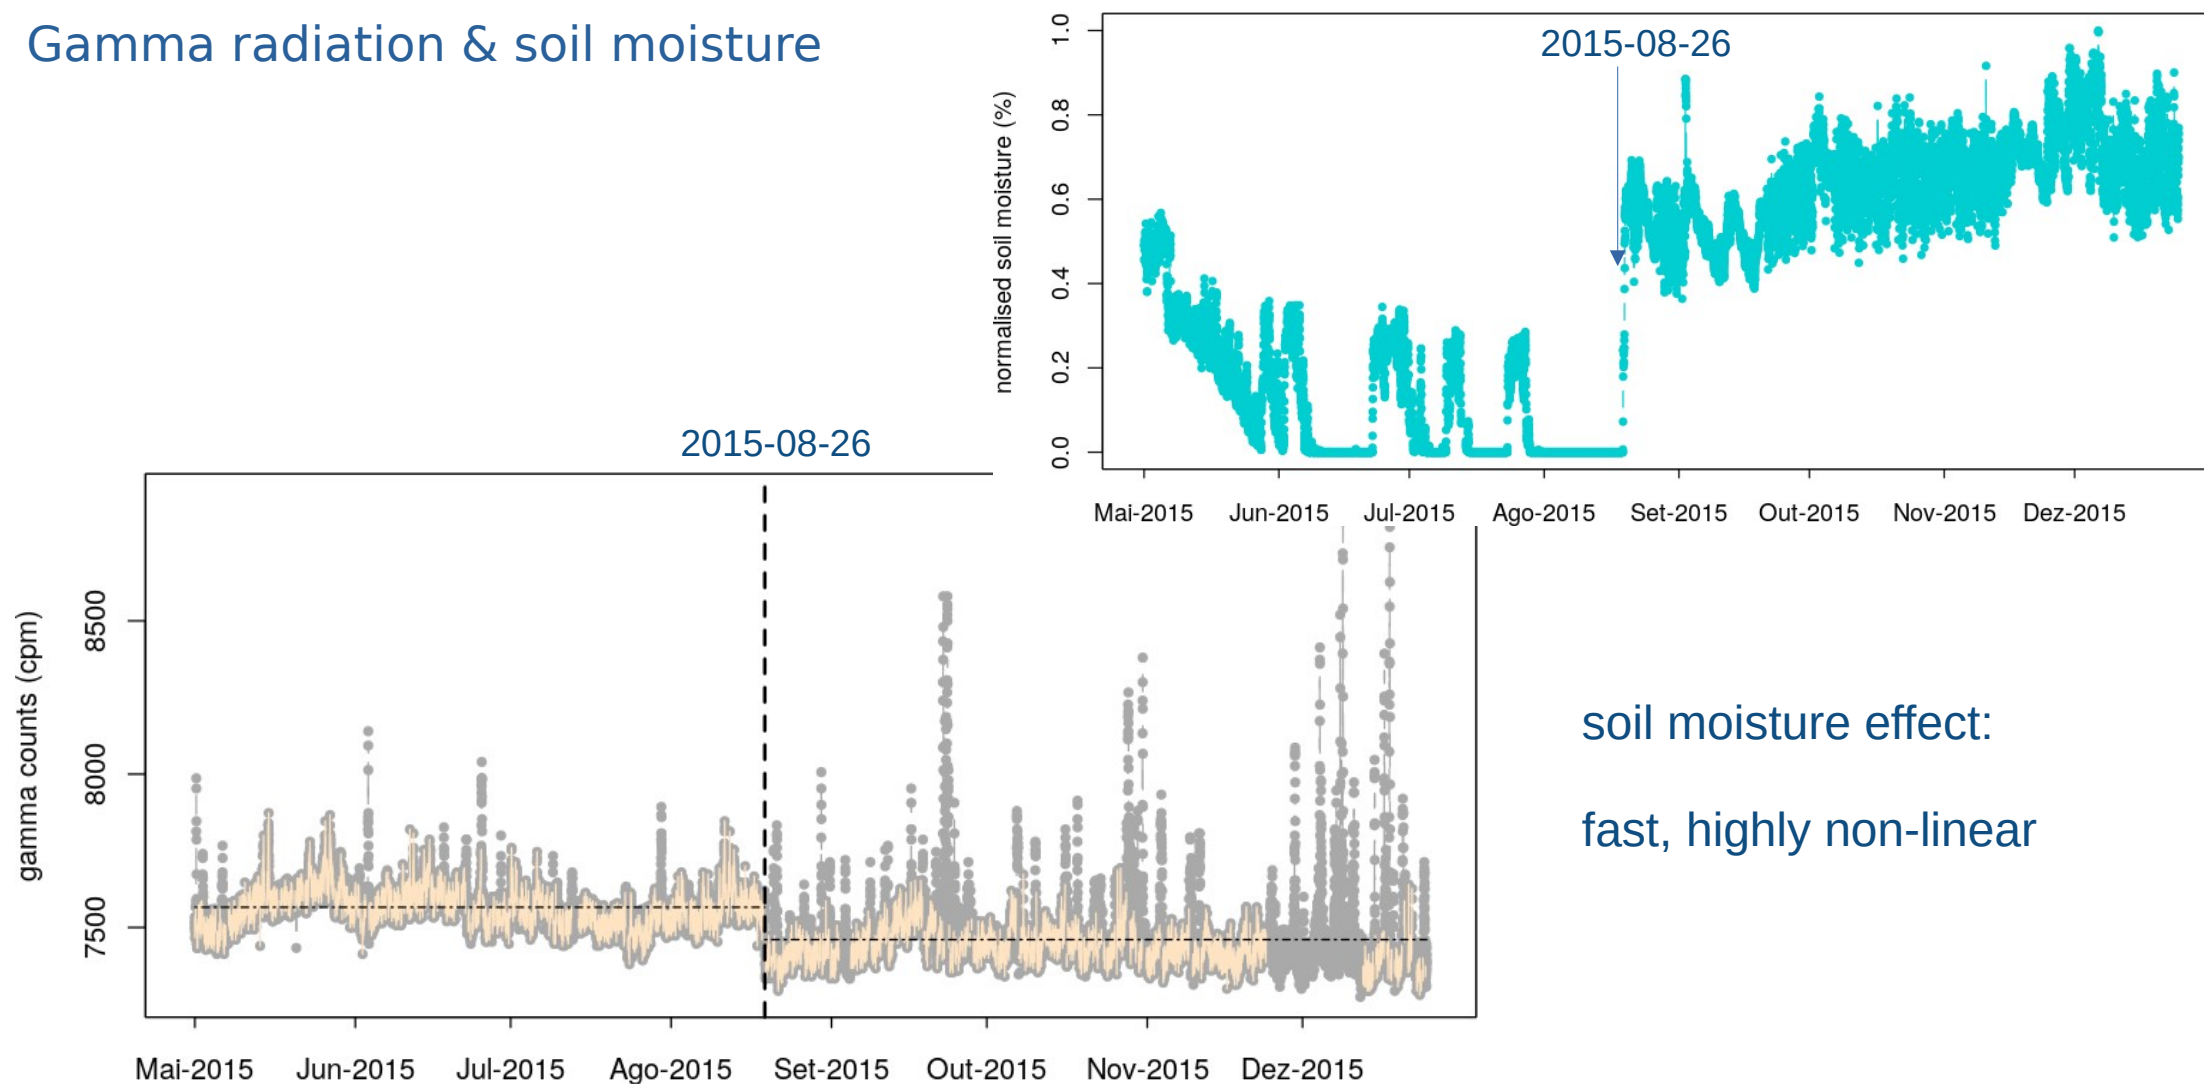 Gamma radiation & soil moisture
2015-08-26
normalised soil moisture (%)
1.0
0.8
0.6
0.4
0.2
0.0
Mai-2015 Jun-2015 Jul-2015 Ago-2015 Set-2015 Out-2015 Nov-2015 Dez-2015
2015-08-26
gamma counts (cpm)
8500
8000
7500
Mai-2015 Jun-2015 Jul-2015 Ago-2015 Set-2015 Out-2015 Nov-2015 Dez-2015
soil moisture effect:
fast, highly non-linear